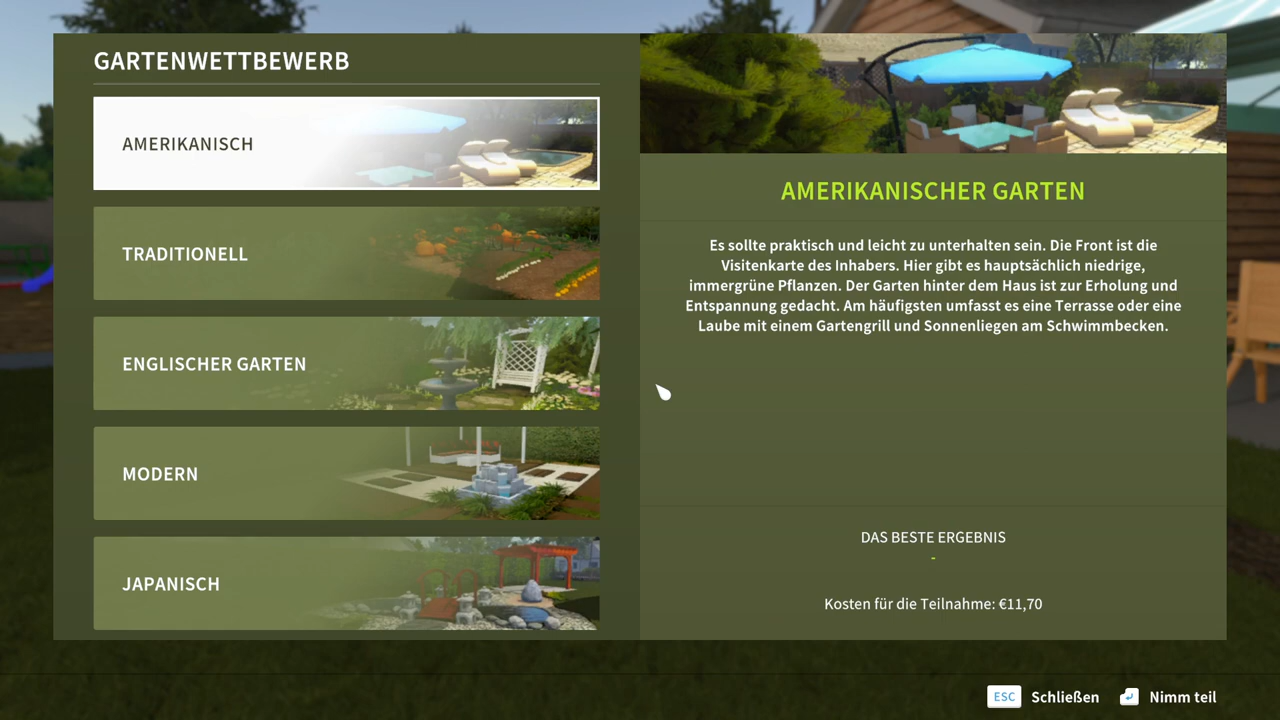 GARTENWETTBEWERB
AMERIKANISCH
TRADITIONELL
ENGLISCHER GARTEN
MODERN
JAPANISCH
AMERIKANISCHER GARTEN
Es sollte praktisch und leicht zu unterhalten sein. Die Front ist die
Visitenkarte des Inhabers. Hier gibt es hauptsächlich niedrige,
immergrüne Pflanzen. Der Garten hinter dem Haus ist zur Erholung und
Entspannung gedacht. Am häufigsten umfasst es eine Terrasse oder eine
Laube mit einem Gartengrill und Sonnenliegen am Schwimmbecken.
DAS BESTE ERGEBNIS
-
Kosten für die Teilnahme: €11,70
ESC Schließen Nimm teil